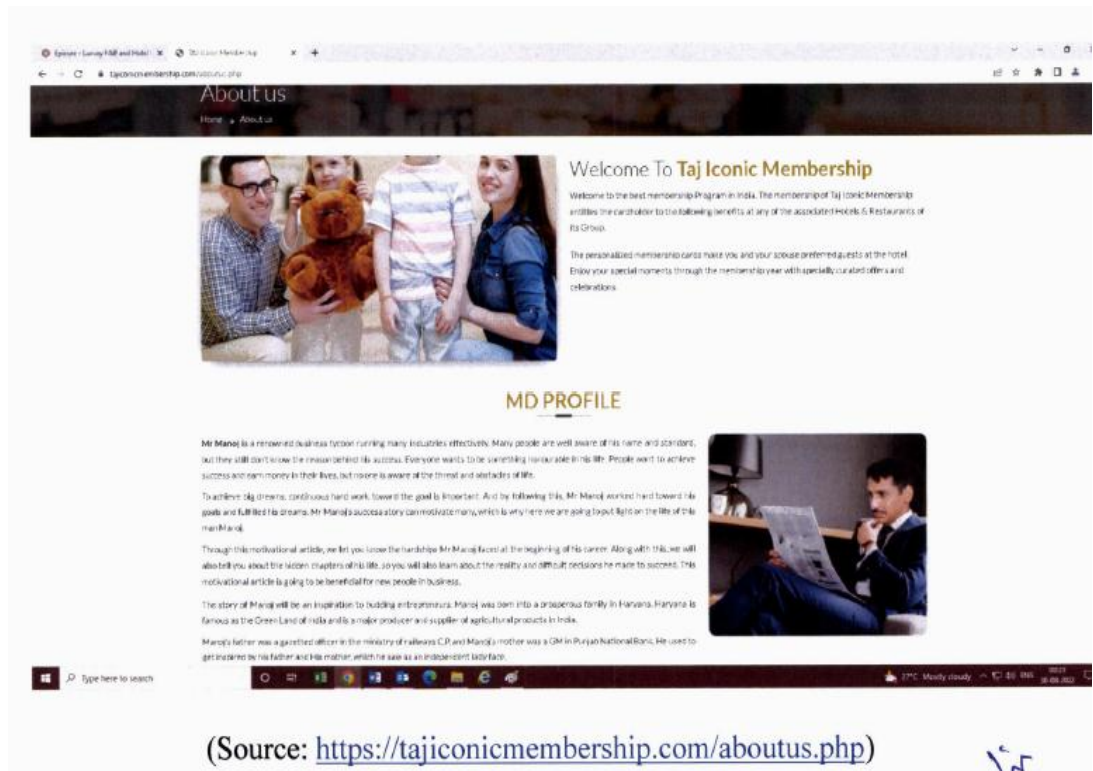 Epicure - Luxury F&B and Hotel
Taj Iconic Membership
tajiconicmembership.com/aboutus.php
About us
Home About us
Welcome To Taj Iconic Membership
Welcome to the best membership Program in India. The membership of Taj Iconic Membership
entitles the cardholder to the following benefits at any of the associated Hotels & Restaurants of
Its Group.
The personalized membership cards make you and your spouse preferred guests at the hotel.
Enjoy your special moments through the membership year with specially curated offers and
celebrations.
MD PROFILE
Mr Manoj is a renowned business tycoon running many industries effectively. Many people are well aware of his name and standard,
but they still don't know the reason behind his success. Everyone wants to be something honourable in his life. People want to achieve
success and earn money in their lives, but no one is aware of the threat and obstacles of life.
To achieve big dreams, continuous hard work toward the goal is important. And by following this, Mr Manoj worked hard toward his
goals and fulfilled his dreams. Mr Manoj's success story can motivate many, which is why here we are going to put light on the life of this
man Manoj.
Through this motivational article, we let you know the hardships Mr Manoj faced at the beginning of his career. Along with this, we will
also tell you about the hidden chapters of his life, so you will also learn about the reality and difficult decisions he made to succeed. This
motivational article is going to be beneficial for new people in business.
The story of Manoj will be an inspiration to budding entrepreneurs. Manoj was born into a prosperous family in Haryana. Haryana is
famous as the Green Land of India and is a major producer and supplier of agricultural products in India.
Manoj's father was a gazetted officer in the ministry of railways C.P. and Manoj's mother was a GM in Punjab National Bank. He used to
get inspired by his father and His mother, which he saw as an independent lady face.
Type here to search
27°C Mostly cloudy
ENG
(Source: https://tajiconicmembership.com/aboutus.php)